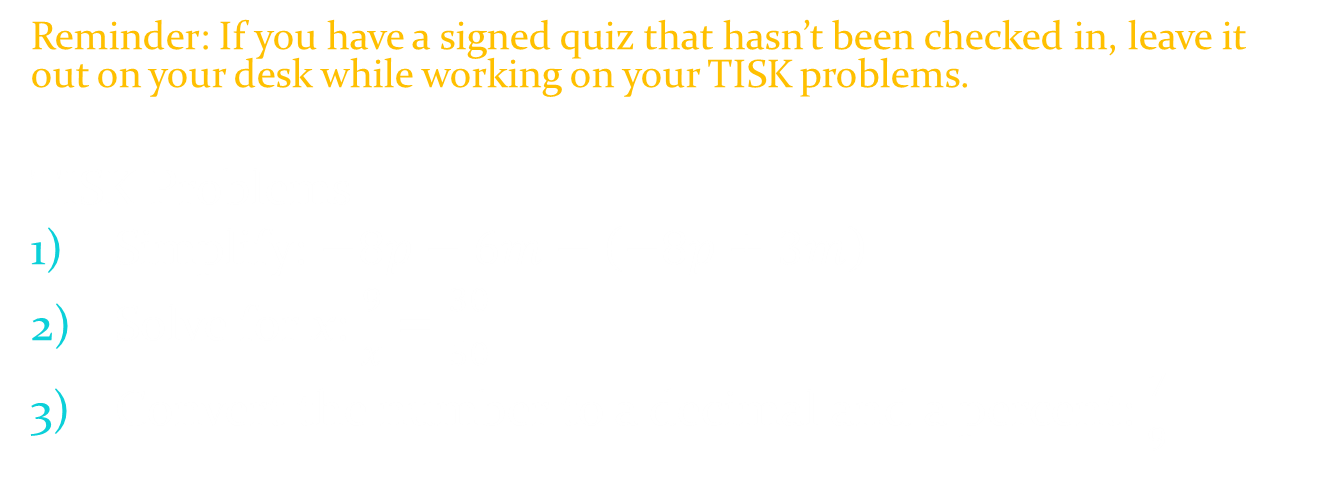 Reminder: If you have a signed quiz that hasn’t been checked in, leave it
out on your desk while working on your TISK problems.
1)
2)
3)